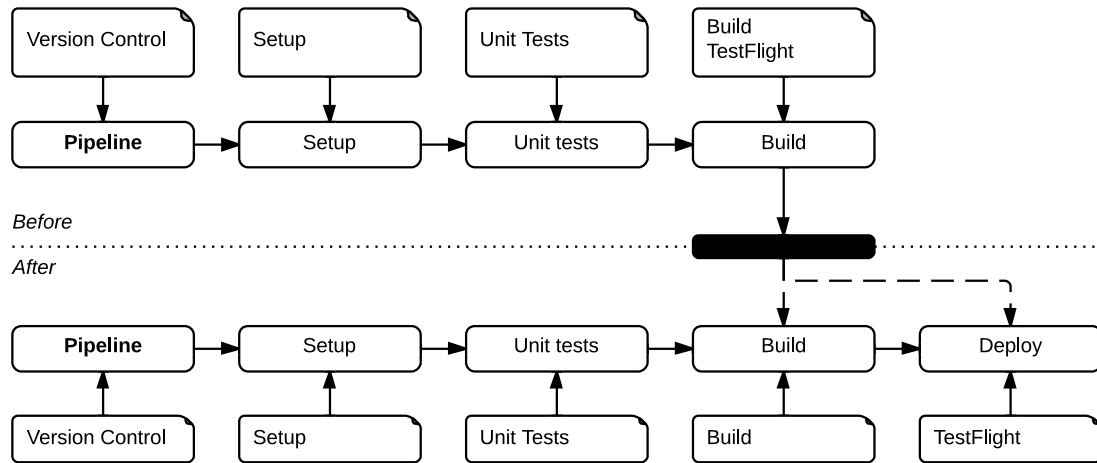 Version Control
Setup
Unit Tests
Build
TestFlight
Pipeline
Setup
Unit tests
Build
Before
After
Pipeline
Setup
Unit tests
Build
Deploy
Version Control
Setup
Unit Tests
Build
TestFlight